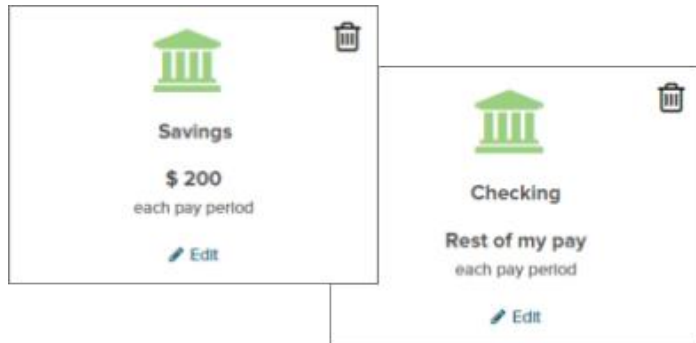 Savings
$ 200
each pay period
Edit
Checking
Rest of my pay
each pay period
Edit